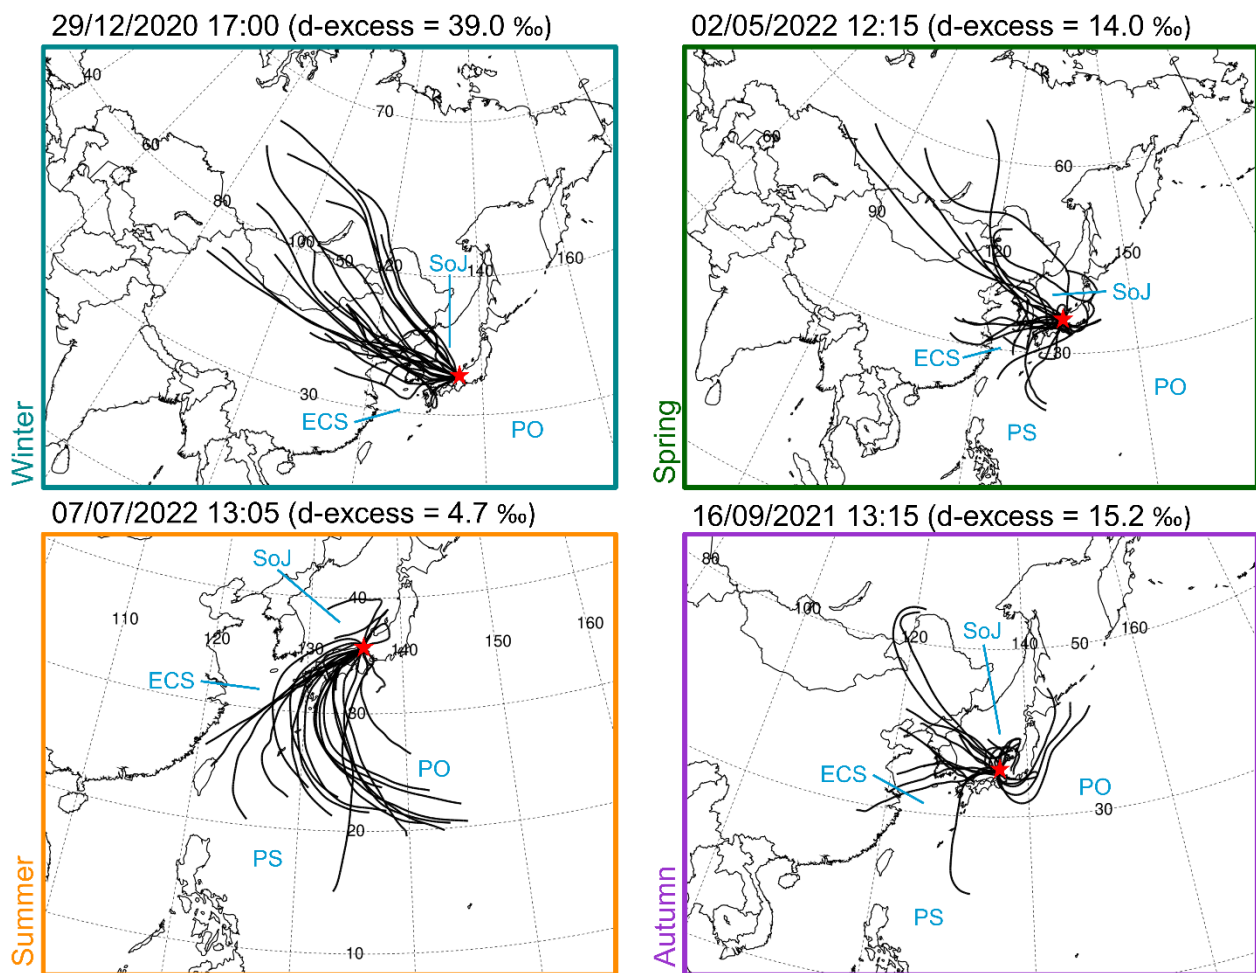 29/12/2020 17:00 (d-excess = 39.0 ‰)
40
70
60
80
100
50
120
SoJ
140
160
30
ECS
PO
Winter
02/05/2022 12:15 (d-excess = 14.0 ‰)
60
60
90
120
150
SoJ
ECS
30
PO
PS
Spring
07/07/2022 13:05 (d-excess = 4.7 ‰)
SoJ
40
110
120
130
140
150
160
ECS
30
PO
20
PS
10
Summer
16/09/2021 13:15 (d-excess = 15.2 ‰)
80
100
120
SoJ
140
50
160
ECS
PO
30
PS
Autumn